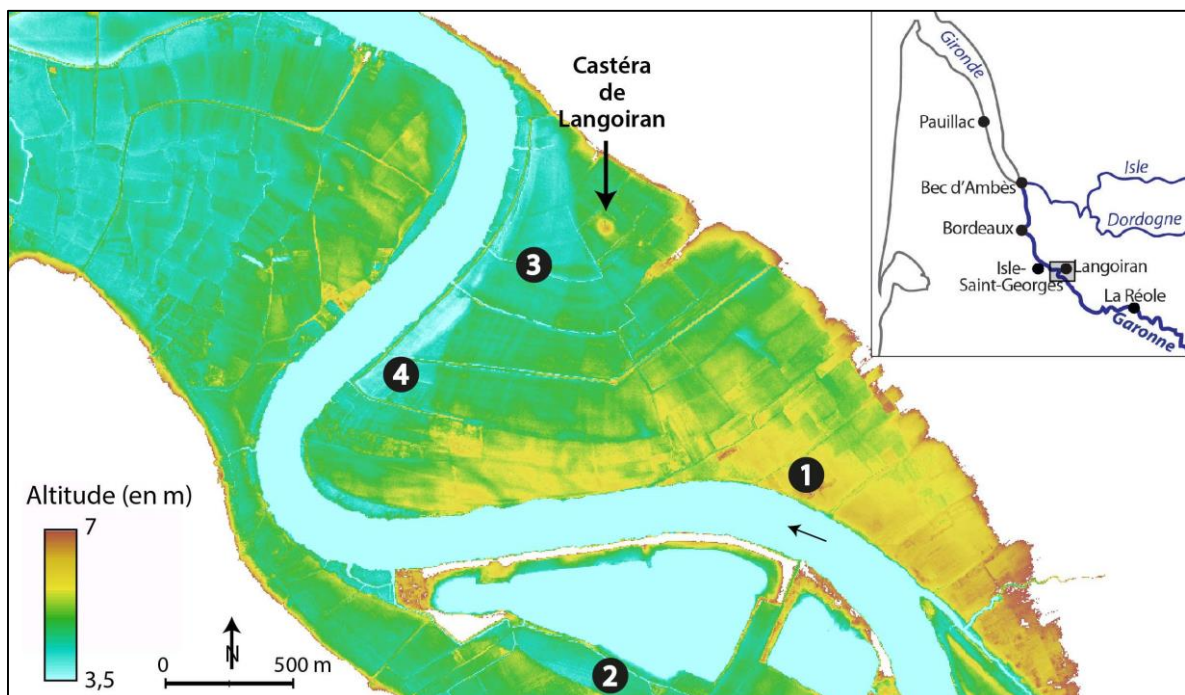 Castéra
de
Langoiran
3
4
1
2
Altitude (en m)
7
3,5
N
0 500 m
Gironde
Pauillac
Isle
Bec d'Ambès
Dordogne
Bordeaux
Isle-
Saint-Georges
Langoiran
La Réole
Garonne